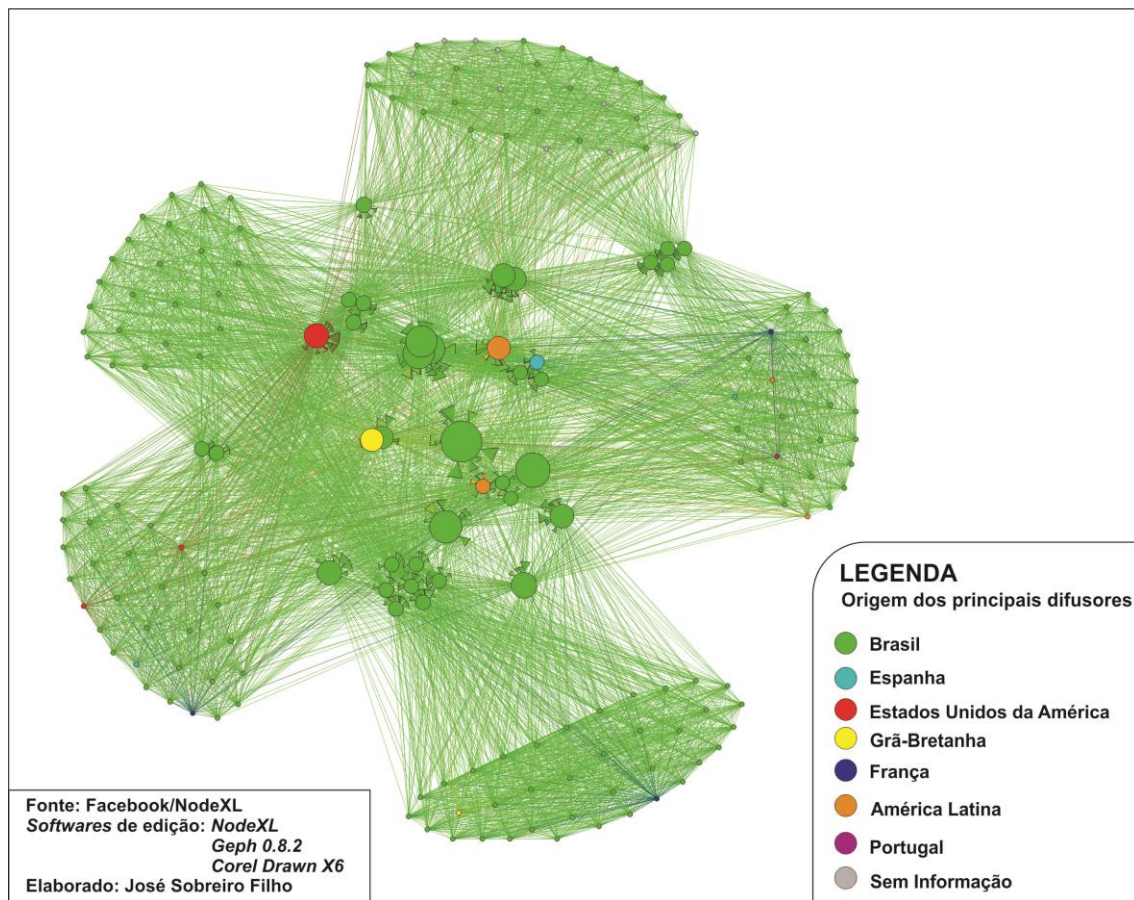 LEGENDA
Origem dos principais difusores
Brasil
Espanha
Estados Unidos da América
Grã-Bretanha
França
América Latina
Portugal
Sem Informação
Fonte: Facebook/NodeXL
Softwares de edição: NodeXL
Geph 0.8.2
Corel Drawn X6
Elaborado: José Sobreiro Filho